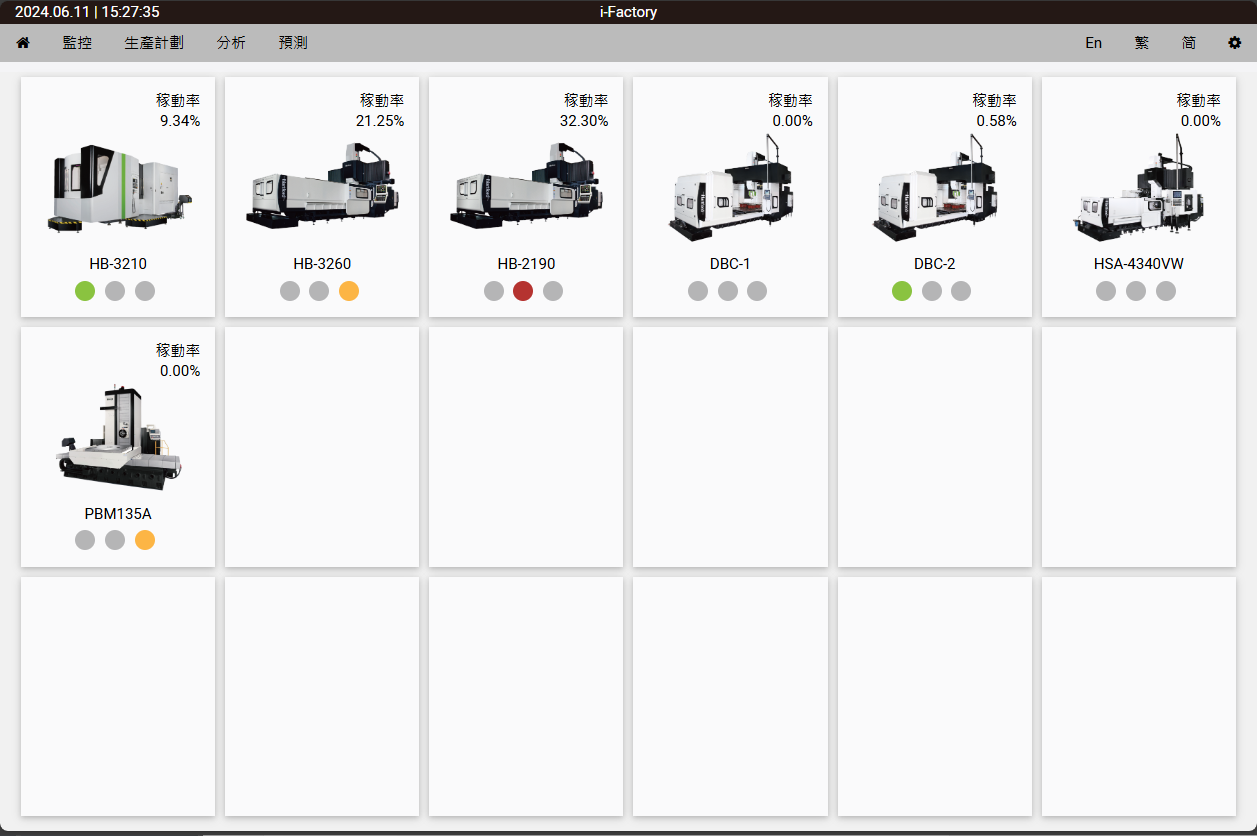 2024.06.11 | 15:27:35
i-Factory
監控
生產計劃
分析
預測
En
繁
简
稼動率
9.34%
HB-3210
稼動率
21.25%
HB-3260
稼動率
32.30%
HB-2190
稼動率
0.00%
DBC-1
稼動率
0.58%
DBC-2
稼動率
0.00%
HSA-4340VW
稼動率
0.00%
PBM135A